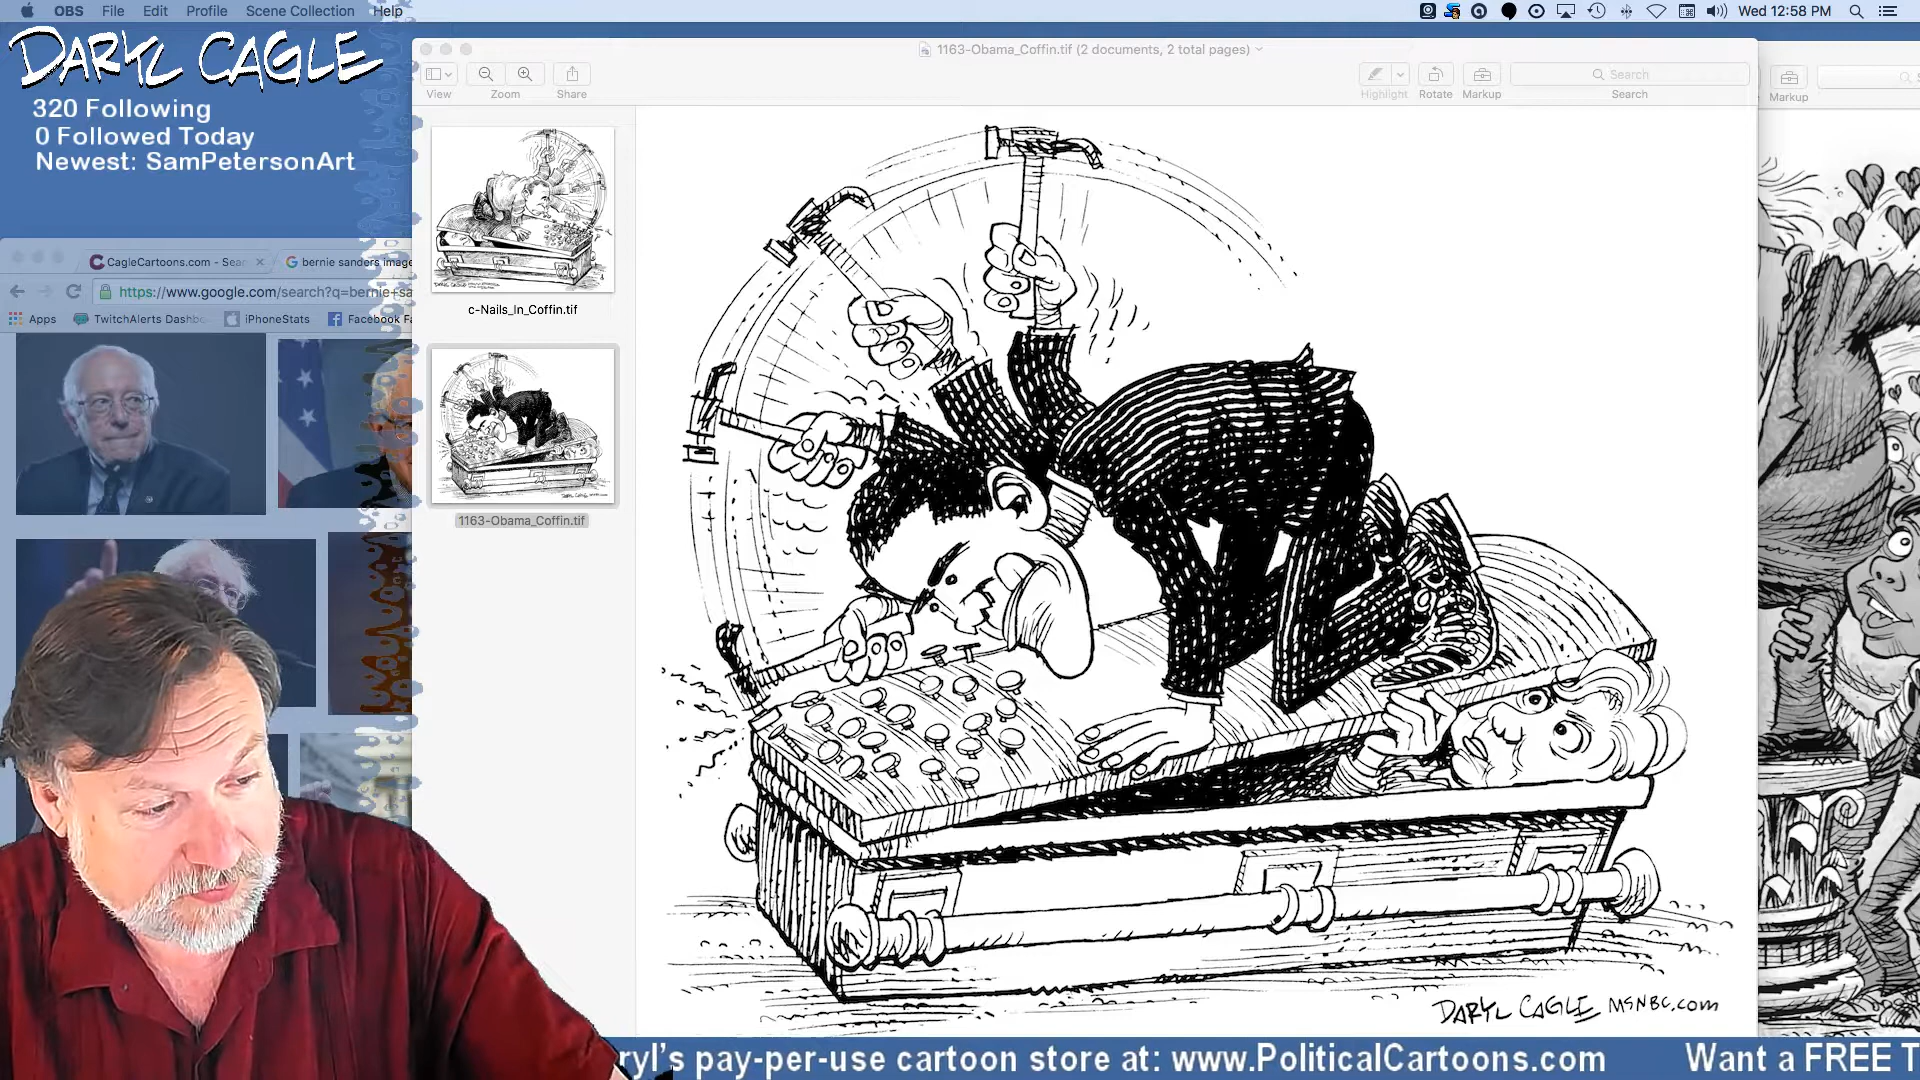 OBS File Edit Profile Scene Collection Help
Wed 12:58 PM
DARYL CAGLE
320 Following
0 Followed Today
Newest: SamPetersonArt
1163-Obama_Coffin.tif (2 documents, 2 total pages)
View Zoom Share
Highlight Rotate Markup Search
Search
Markup
CagleCartoons.com - Sear
bernie sanders image
https://www.google.com/search?q=bernie+sa
Apps TwitchAlerts Dashbo iPhoneStats Facebook Fa
c-Nails_In_Coffin.tif
1163-Obama_Coffin.tif
DARYL CAGLE MSNBC.com
ryl's pay-per-use cartoon store at: www.PoliticalCartoons.com Want a FREE T